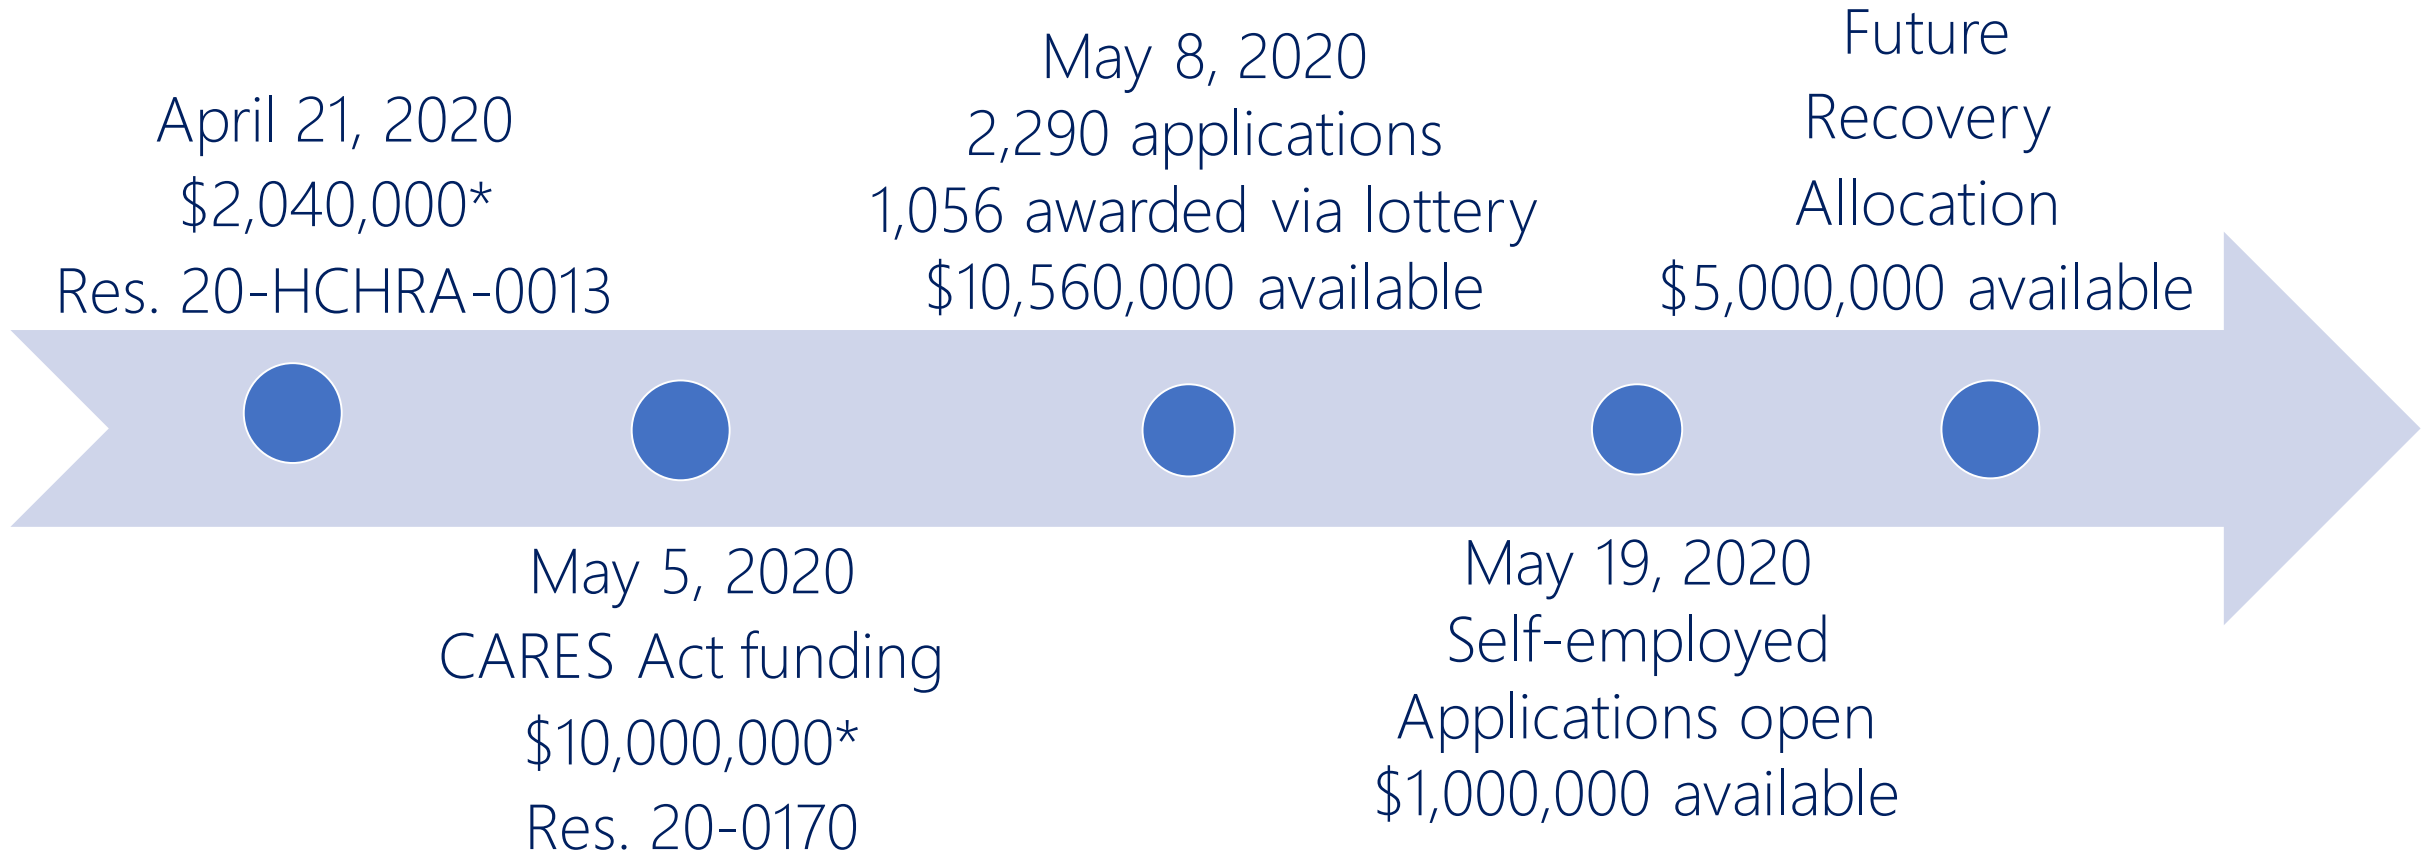 April 21, 2020
$2,040,000*
Res. 20-HCHRA-0013
May 5, 2020
CARES Act funding
$10,000,000*
Res. 20-0170
May 8, 2020
2,290 applications
1,056 awarded via lottery
$10,560,000 available
May 19, 2020
Self-employed
Applications open
$1,000,000 available
Future
Recovery
Allocation
$5,000,000 available